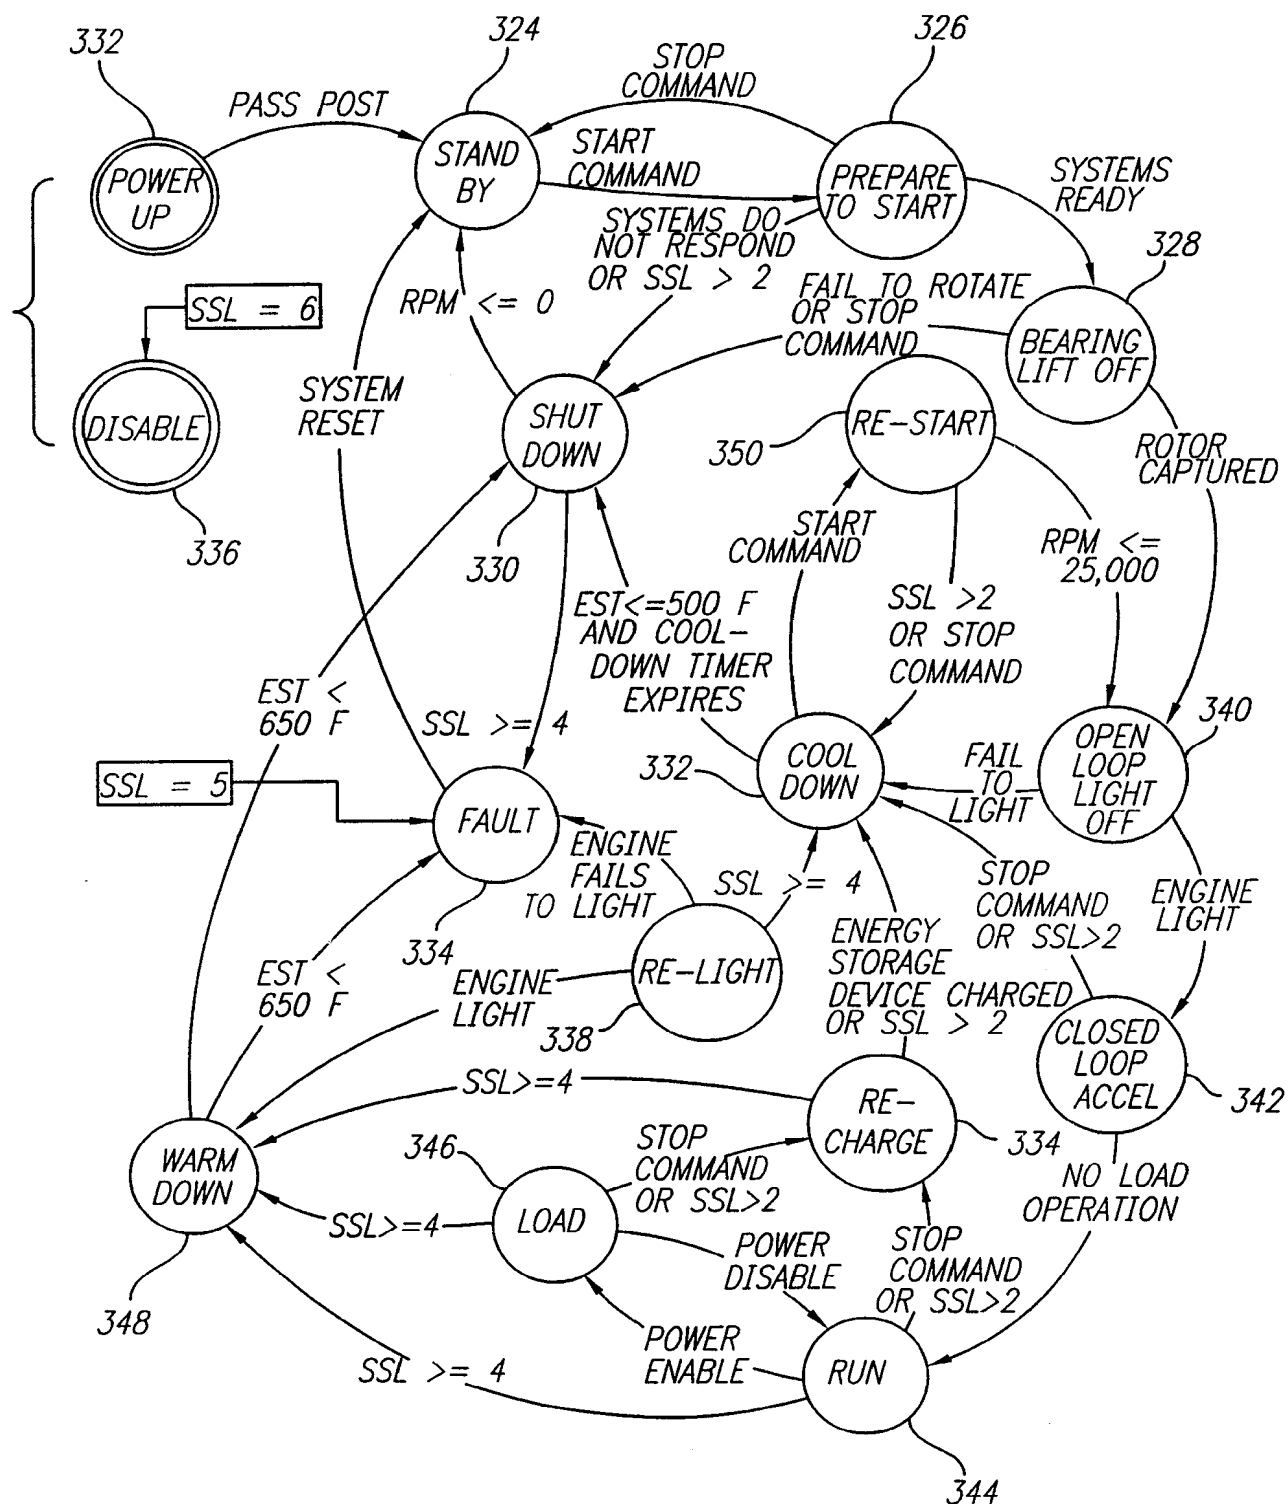 332
324
326
STOP
COMMAND
PASS POST
POWER
UP
STAND
BY
START
COMMAND
PREPARE
TO START
SYSTEMS
READY
SYSTEMS DO
NOT RESPOND
OR SSL > 2
328
SSL = 6
RPM <= 0
FAIL TO ROTATE
OR STOP
COMMAND
BEARING
LIFT OFF
DISABLE
336
SYSTEM
RESET
SHUT
DOWN
330
350
RE-START
ROTOR
CAPTURED
START
COMMAND
RPM <=
25,000
EST<=500 F
AND COOL-
DOWN TIMER
EXPIRES
SSL >2
OR STOP
COMMAND
EST <
650 F
SSL >= 4
340
SSL = 5
FAULT
334
332
COOL
DOWN
FAIL
TO
LIGHT
OPEN
LOOP
LIGHT
OFF
ENGINE
FAILS
TO LIGHT
SSL >= 4
STOP
COMMAND
OR SSL>2
ENGINE
LIGHT
EST <
650 F
ENGINE
LIGHT
RE-LIGHT
338
ENERGY
STORAGE
DEVICE CHARGED
OR SSL > 2
CLOSED
LOOP
ACCEL
342
SSL>=4
RE-
CHARGE
334
WARM
DOWN
348
346
LOAD
STOP
COMMAND
OR SSL>2
SSL>=4
NO LOAD
OPERATION
POWER
DISABLE
STOP
COMMAND
OR SSL>2
POWER
ENABLE
RUN
SSL >= 4
344